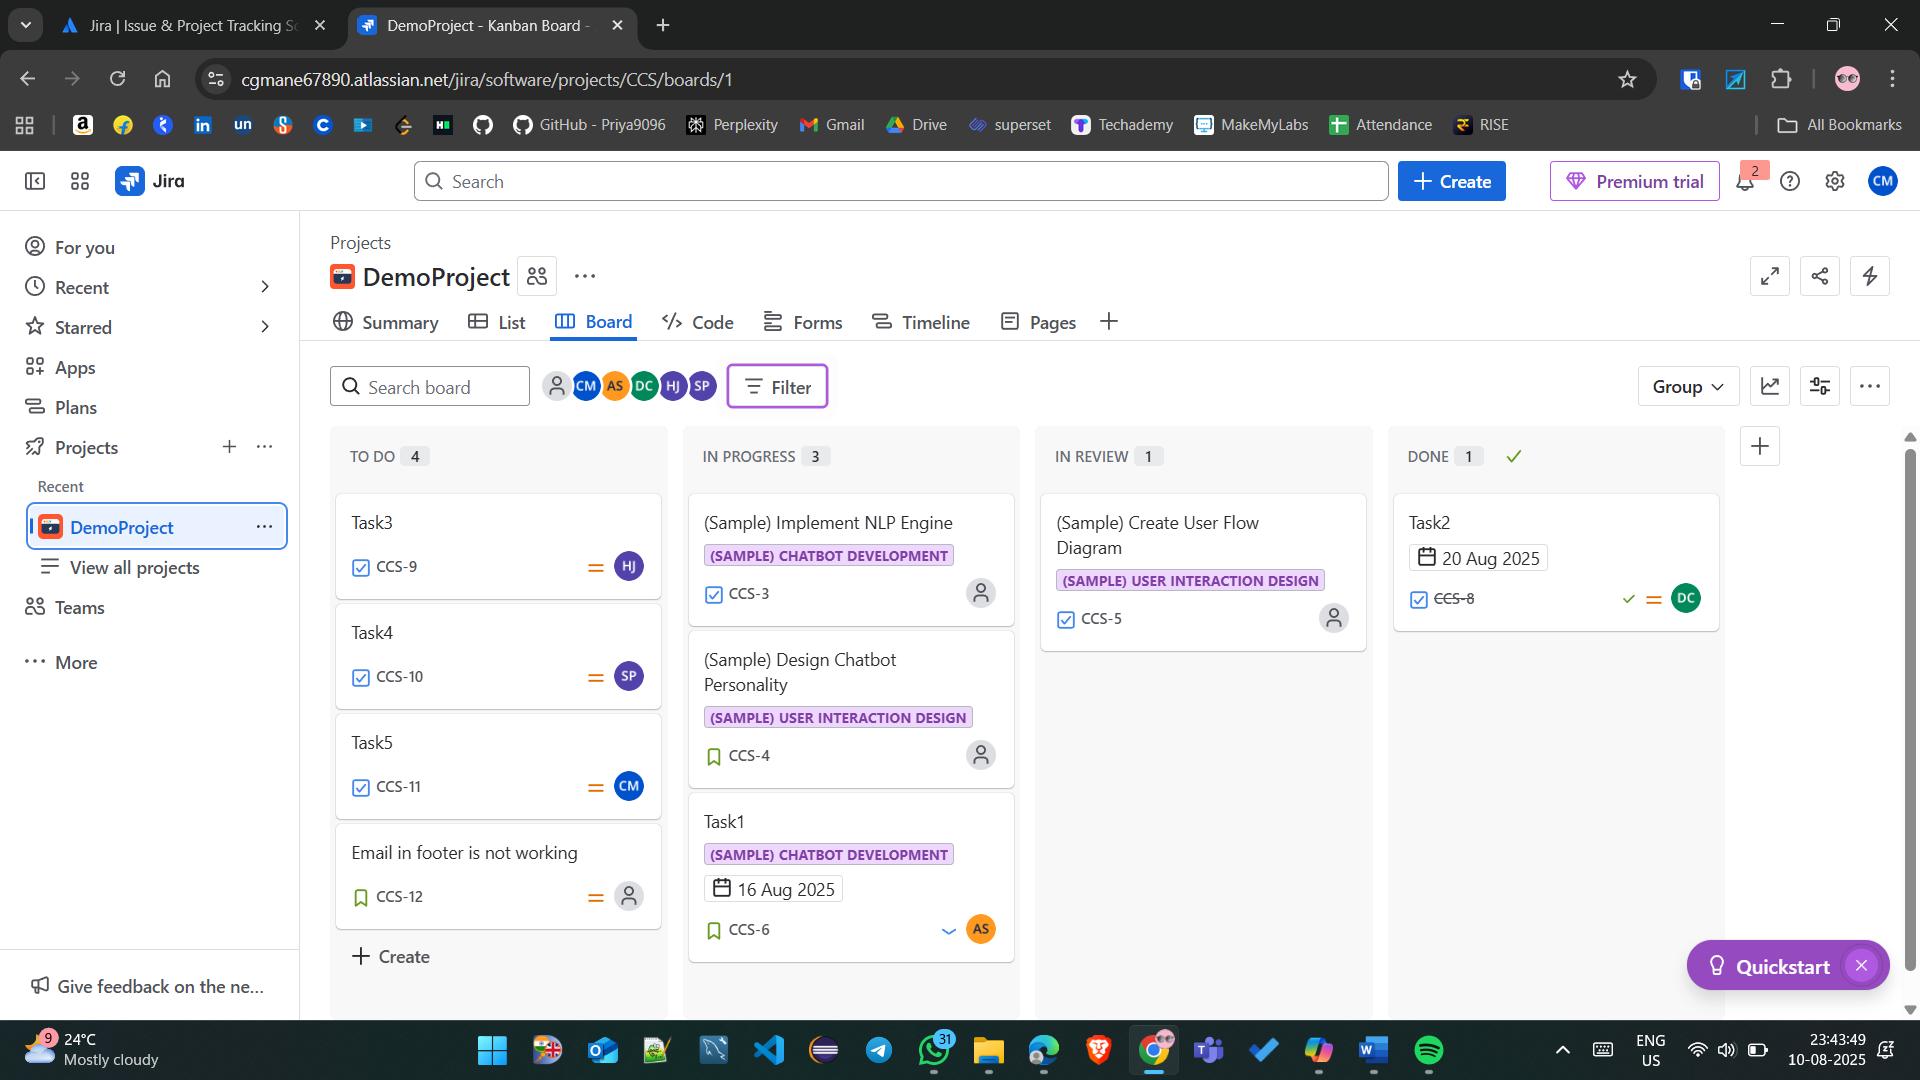 Jira | Issue & Project Tracking So
DemoProject - Kanban Board -
cgmane67890.atlassian.net/jira/software/projects/CCS/boards/1
GitHub - Priya9096
Perplexity
Gmail
Drive
superset
Techademy
MakeMyLabs
Attendance
RISE
All Bookmarks
Jira
Search
Create
Premium trial
2
CM
For you
Recent
Starred
Apps
Plans
Projects
Recent
DemoProject
View all projects
Teams
More
Give feedback on the ne...
Projects
DemoProject
Summary
List
Board
Code
Forms
Timeline
Pages
Search board
CM
AS
DC
HJ
SP
Filter
Group
TO DO 4
Task3
CCS-9
HJ
Task4
CCS-10
SP
Task5
CCS-11
CM
Email in footer is not working
CCS-12
Create
IN PROGRESS 3
(Sample) Implement NLP Engine
(SAMPLE) CHATBOT DEVELOPMENT
CCS-3
(Sample) Design Chatbot
Personality
(SAMPLE) USER INTERACTION DESIGN
CCS-4
Task1
(SAMPLE) CHATBOT DEVELOPMENT
16 Aug 2025
CCS-6
AS
IN REVIEW 1
(Sample) Create User Flow
Diagram
(SAMPLE) USER INTERACTION DESIGN
CCS-5
DONE 1
Task2
20 Aug 2025
CCS-8
DC
Quickstart
9
24°C
Mostly cloudy
31
ENG
US
23:43:49
10-08-2025